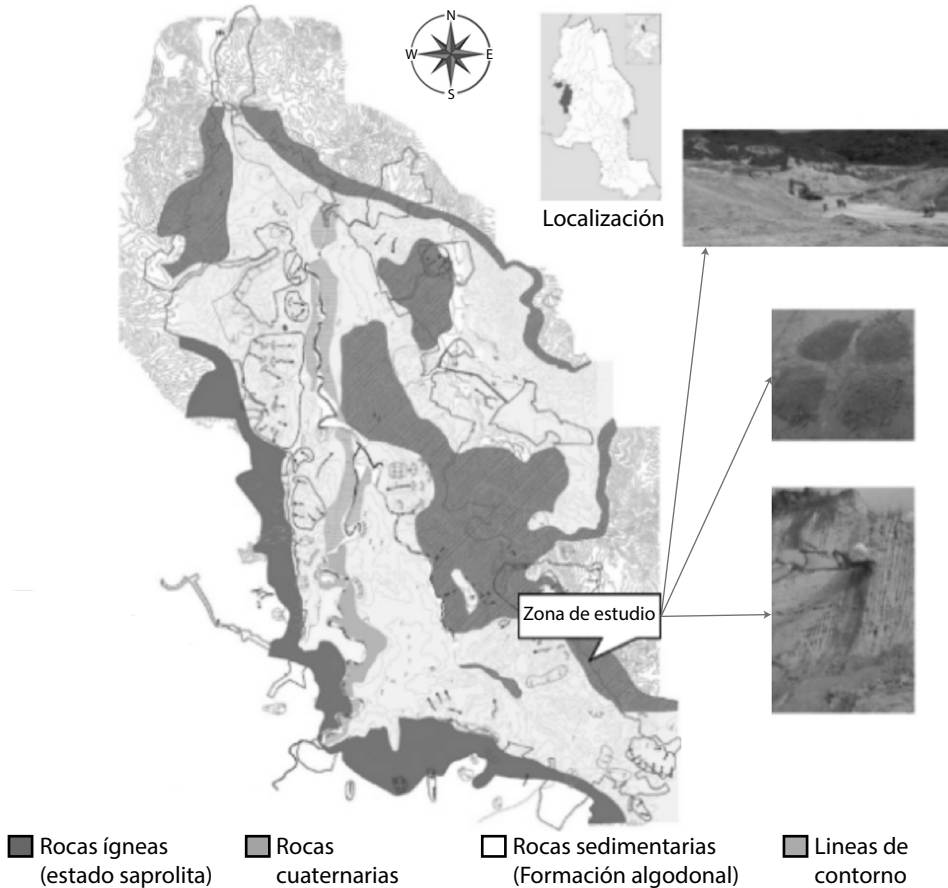 N
W
E
S
Localización
Zona de estudio
Rocas ígneas
(estado saprolita)
Rocas
cuaternarias
Rocas sedimentarias
(Formación algodonal)
Lineas de
contorno